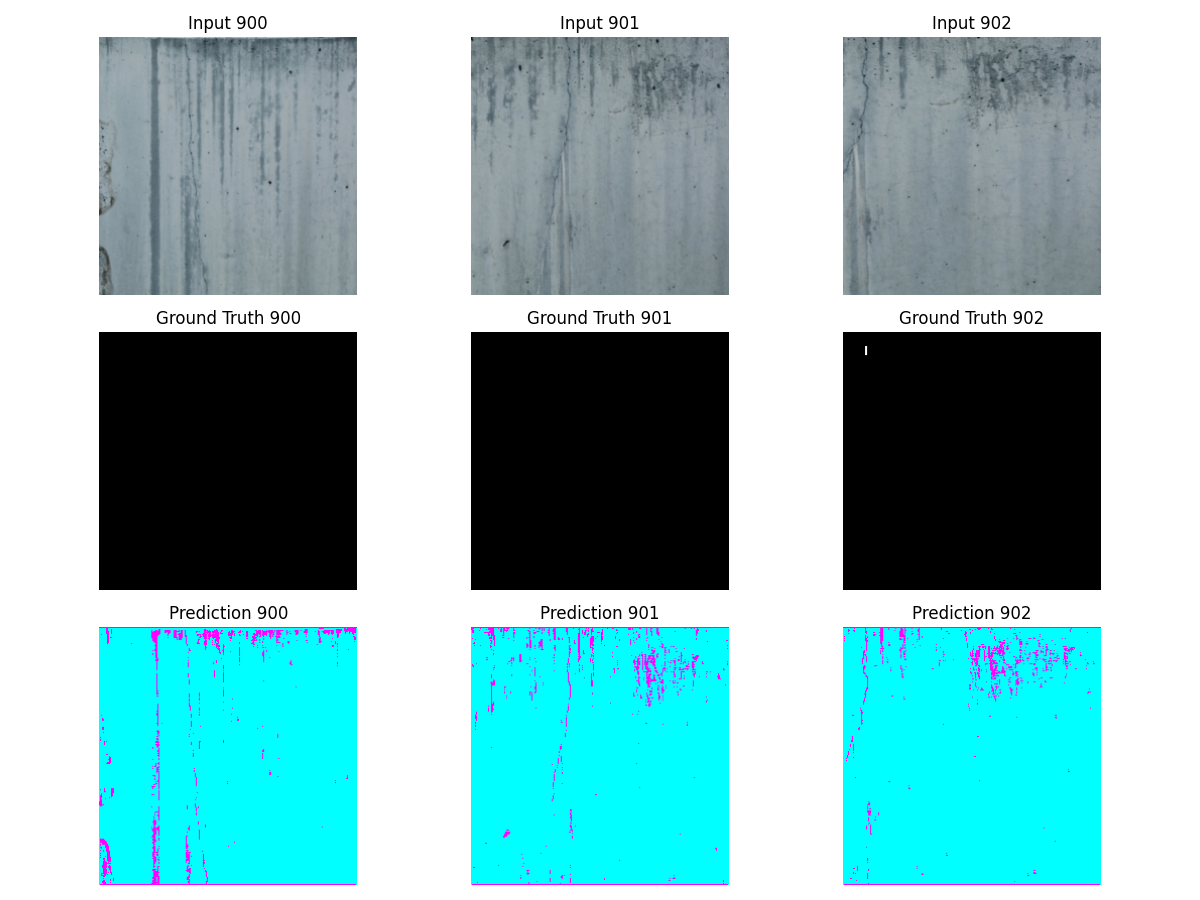 Input 900
Input 901
Input 902
Ground Truth 900
Ground Truth 901
Ground Truth 902
Prediction 900
Prediction 901
Prediction 902